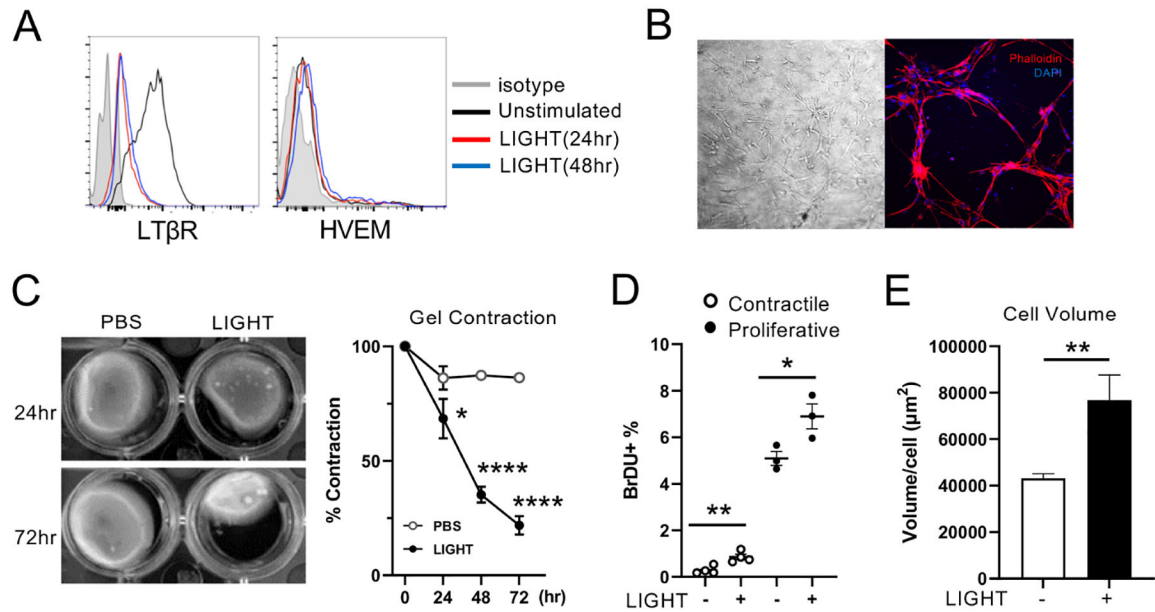 A
isotype
Unstimulated
LIGHT(24hr)
LIGHT(48hr)
LTβR
HVEM
B
Phalloidin
DAPI
C
PBS
LIGHT
24hr
72hr
Gel Contraction
% Contraction
100
50
0
*
****
****
PBS
LIGHT
0 24 48 72 (hr)
D
Contractile
Proliferative
BrDU+ %
10
8
6
4
2
0
**
*
LIGHT - + - +
E
Cell Volume
**
Volume/cell (µm²)
100000
80000
60000
40000
20000
0
LIGHT - +